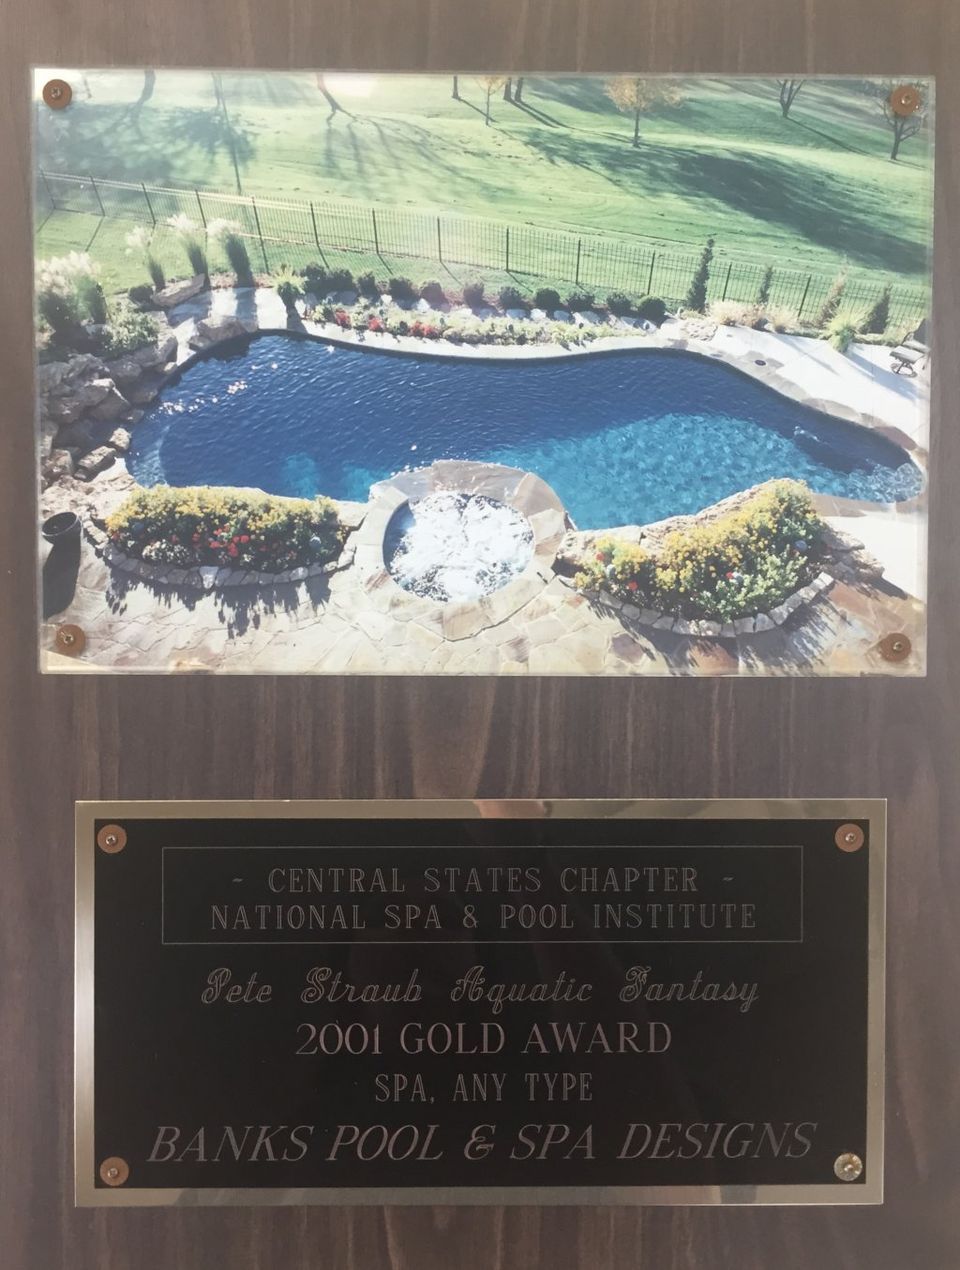 - CENTRAL STATES CHAPTER -
NATIONAL SPA & POOL INSTITUTE
Pete Straub Aquatic Fantasy
2001 GOLD AWARD
SPA, ANY TYPE
BANKS POOL & SPA DESIGNS